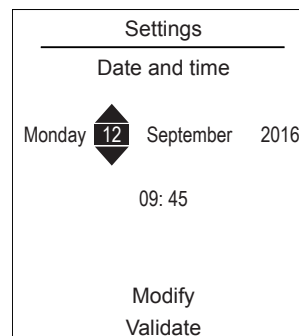 Settings
Date and time
Monday 12 September 2016
09: 45
Modify
Validate